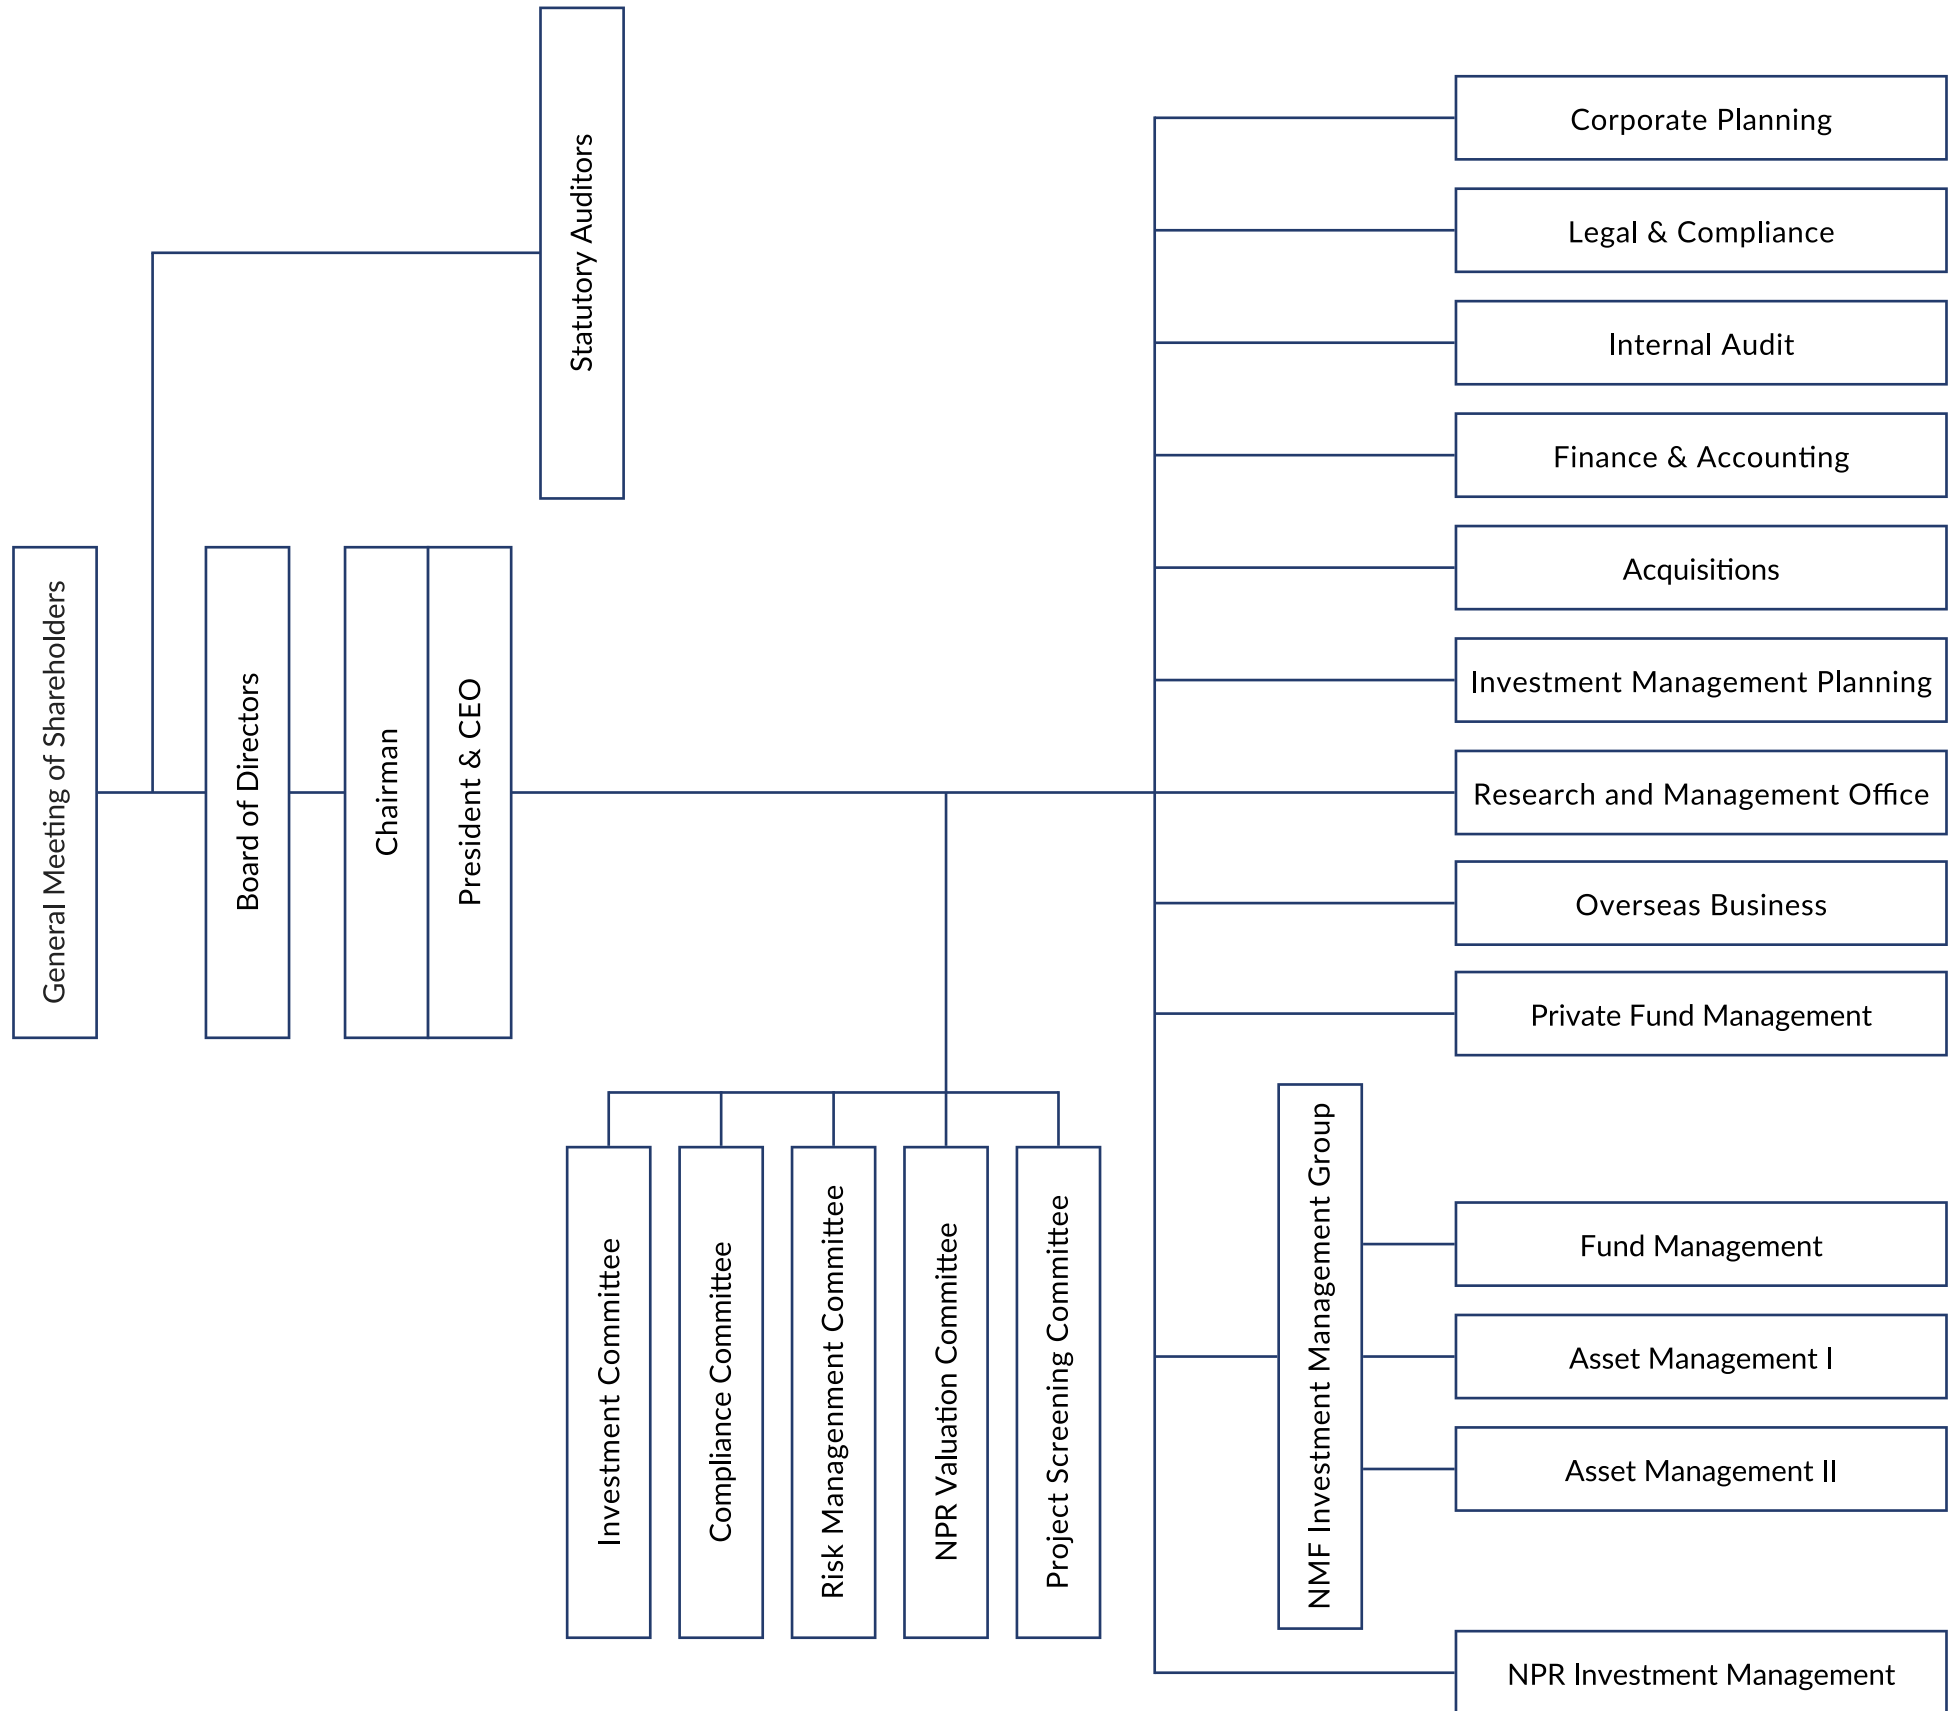 Statutory Auditors
General Meeting of Shareholders
Board of Directors
Chairman
President & CEO
Investment Committee
Compliance Committee
Risk Managenment Committee
NPR Valuation Committee
Project Screening Committee
Corporate Planning
Legal & Compliance
Internal Audit
Finance & Accounting
Acquisitions
Investment Management Planning
Research and Management Office
Overseas Business
Private Fund Management
NMF Investment Management Group
Fund Management
Asset Management I
Asset Management II
NPR Investment Management